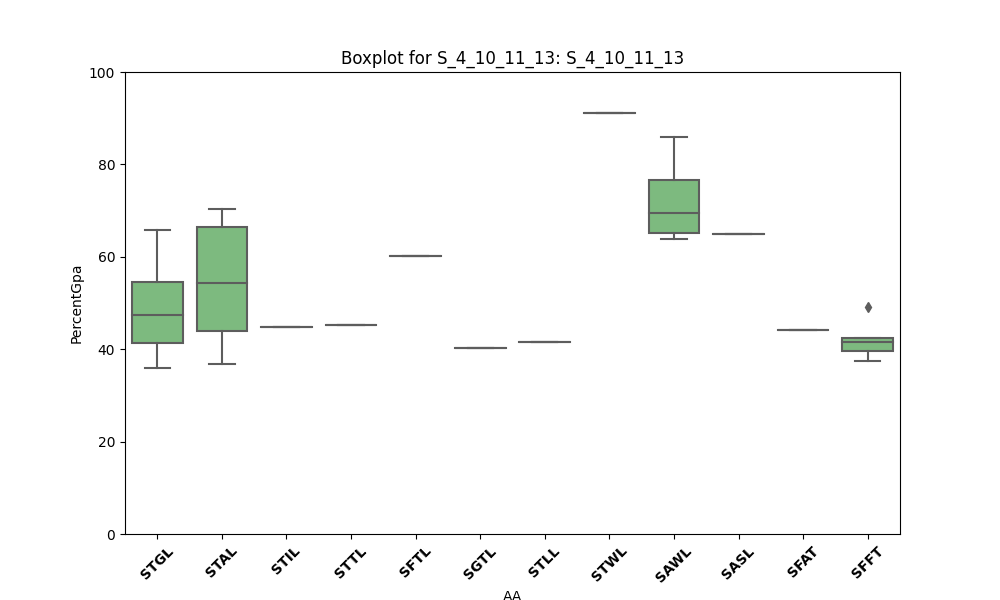 Boxplot for S_4_10_11_13: S_4_10_11_13
100
80
60
40
20
0
PercentGpa
STGL STAL STIL STTL SFTL SGTL STLL STWL SAWL SASL SFAT SFFT
AA